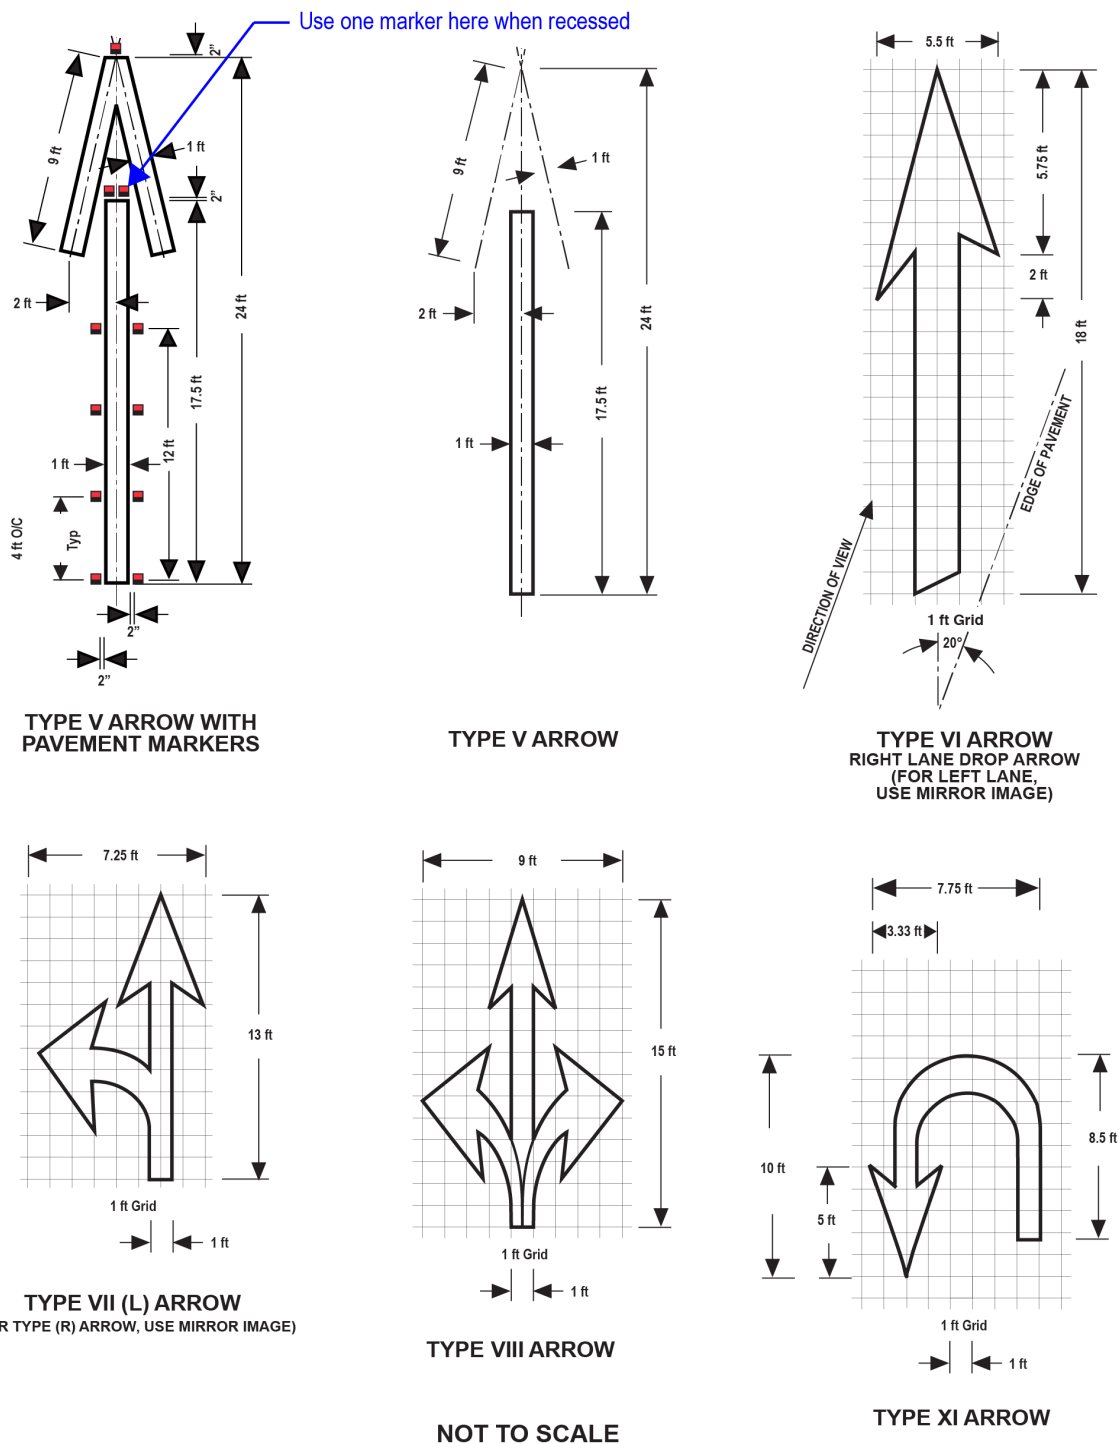 Use one marker here when recessed
2"
9 ft
1 ft
2"
2 ft
24 ft
17.5 ft
12 ft
1 ft
4 ft O/C
Typ
2"
2"
TYPE V ARROW WITH
PAVEMENT MARKERS
9 ft
1 ft
2 ft
24 ft
17.5 ft
1 ft
TYPE V ARROW
5.5 ft
5.75 ft
2 ft
18 ft
EDGE OF PAVEMENT
DIRECTION OF VIEW
1 ft Grid
20°
TYPE VI ARROW
RIGHT LANE DROP ARROW
(FOR LEFT LANE,
USE MIRROR IMAGE)
7.25 ft
13 ft
1 ft Grid
1 ft
TYPE VII (L) ARROW
R TYPE (R) ARROW, USE MIRROR IMAGE)
9 ft
15 ft
1 ft Grid
1 ft
TYPE VIII ARROW
7.75 ft
3.33 ft
10 ft
5 ft
8.5 ft
1 ft Grid
1 ft
TYPE XI ARROW
NOT TO SCALE